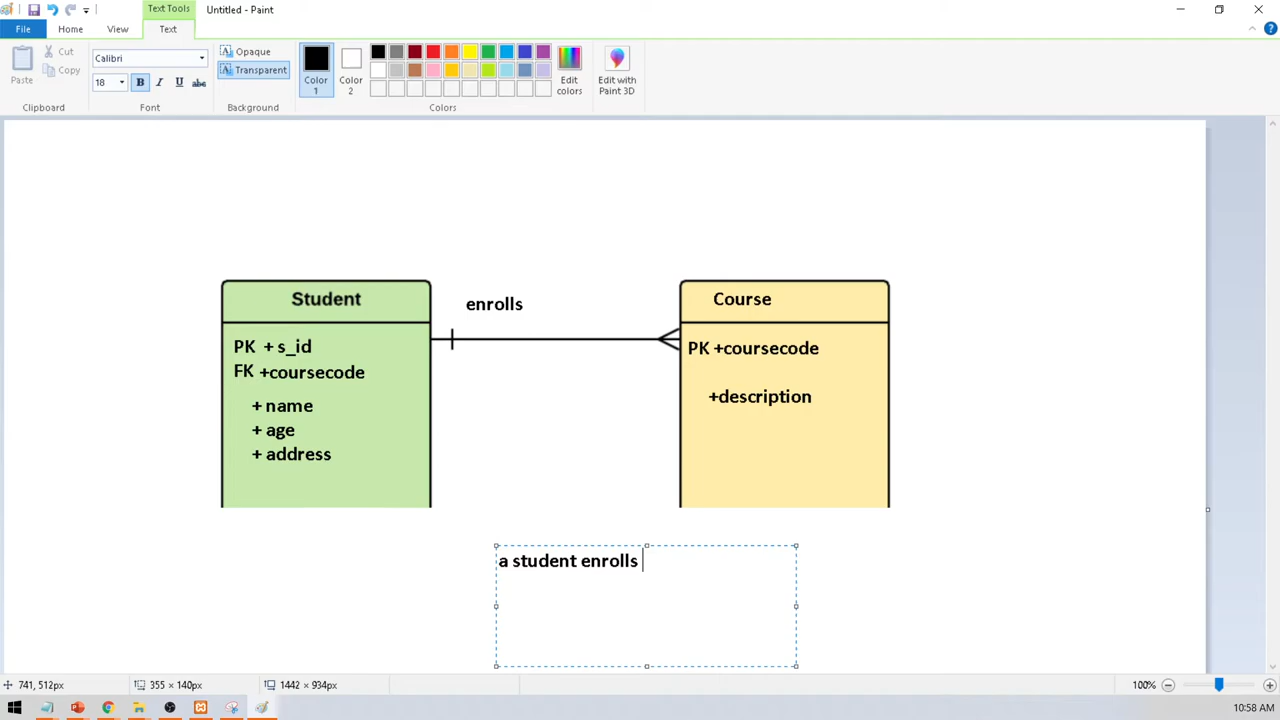 Text Tools
Untitled - Paint
File
Home
View
Text
Paste
Cut
Copy
Clipboard
Calibri
18
B
I
U
abc
Font
Opaque
Transparent
Background
Color
1
Color
2
Edit
colors
Colors
Edit with
Paint 3D
Student
PK + s_id
FK +coursecode
+ name
+ age
+ address
enrolls
Course
PK +coursecode
+description
a student enrolls
741, 512px
355 × 140px
1442 × 934px
100%
10:58 AM